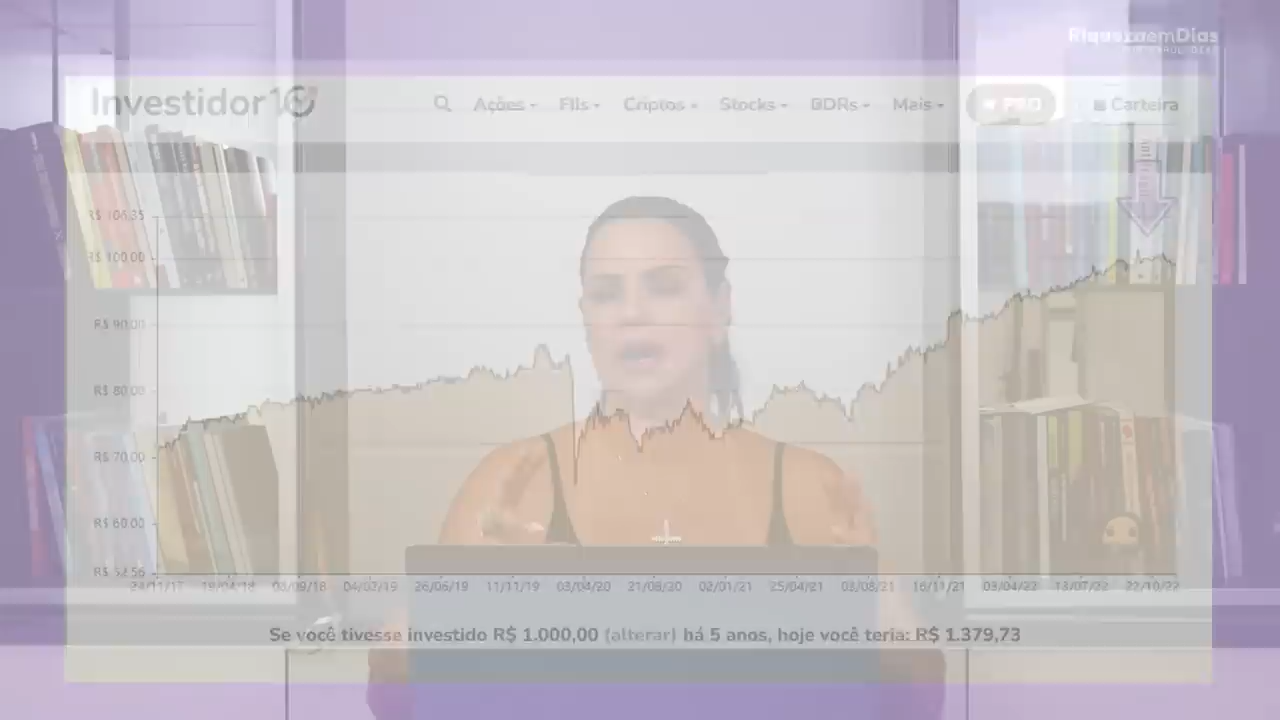 RiquezaemDias
Investidor10
Ações
FIIs
Criptos
Stocks
BDRs
Mais
PRO
Carteira
R$ 106,35
R$ 100,00
R$ 90,00
R$ 80,00
R$ 70,00
R$ 60,00
R$ 52,56
24/11/17 18/04/18 03/09/18 04/02/19 26/06/19 11/11/19 03/04/20 21/08/20 02/01/21 25/04/21 03/08/21 16/11/21 03/04/22 13/07/22 22/10/22
Se você tivesse investido R$ 1.000,00 (alterar) há 5 anos, hoje você teria: R$ 1.379,73